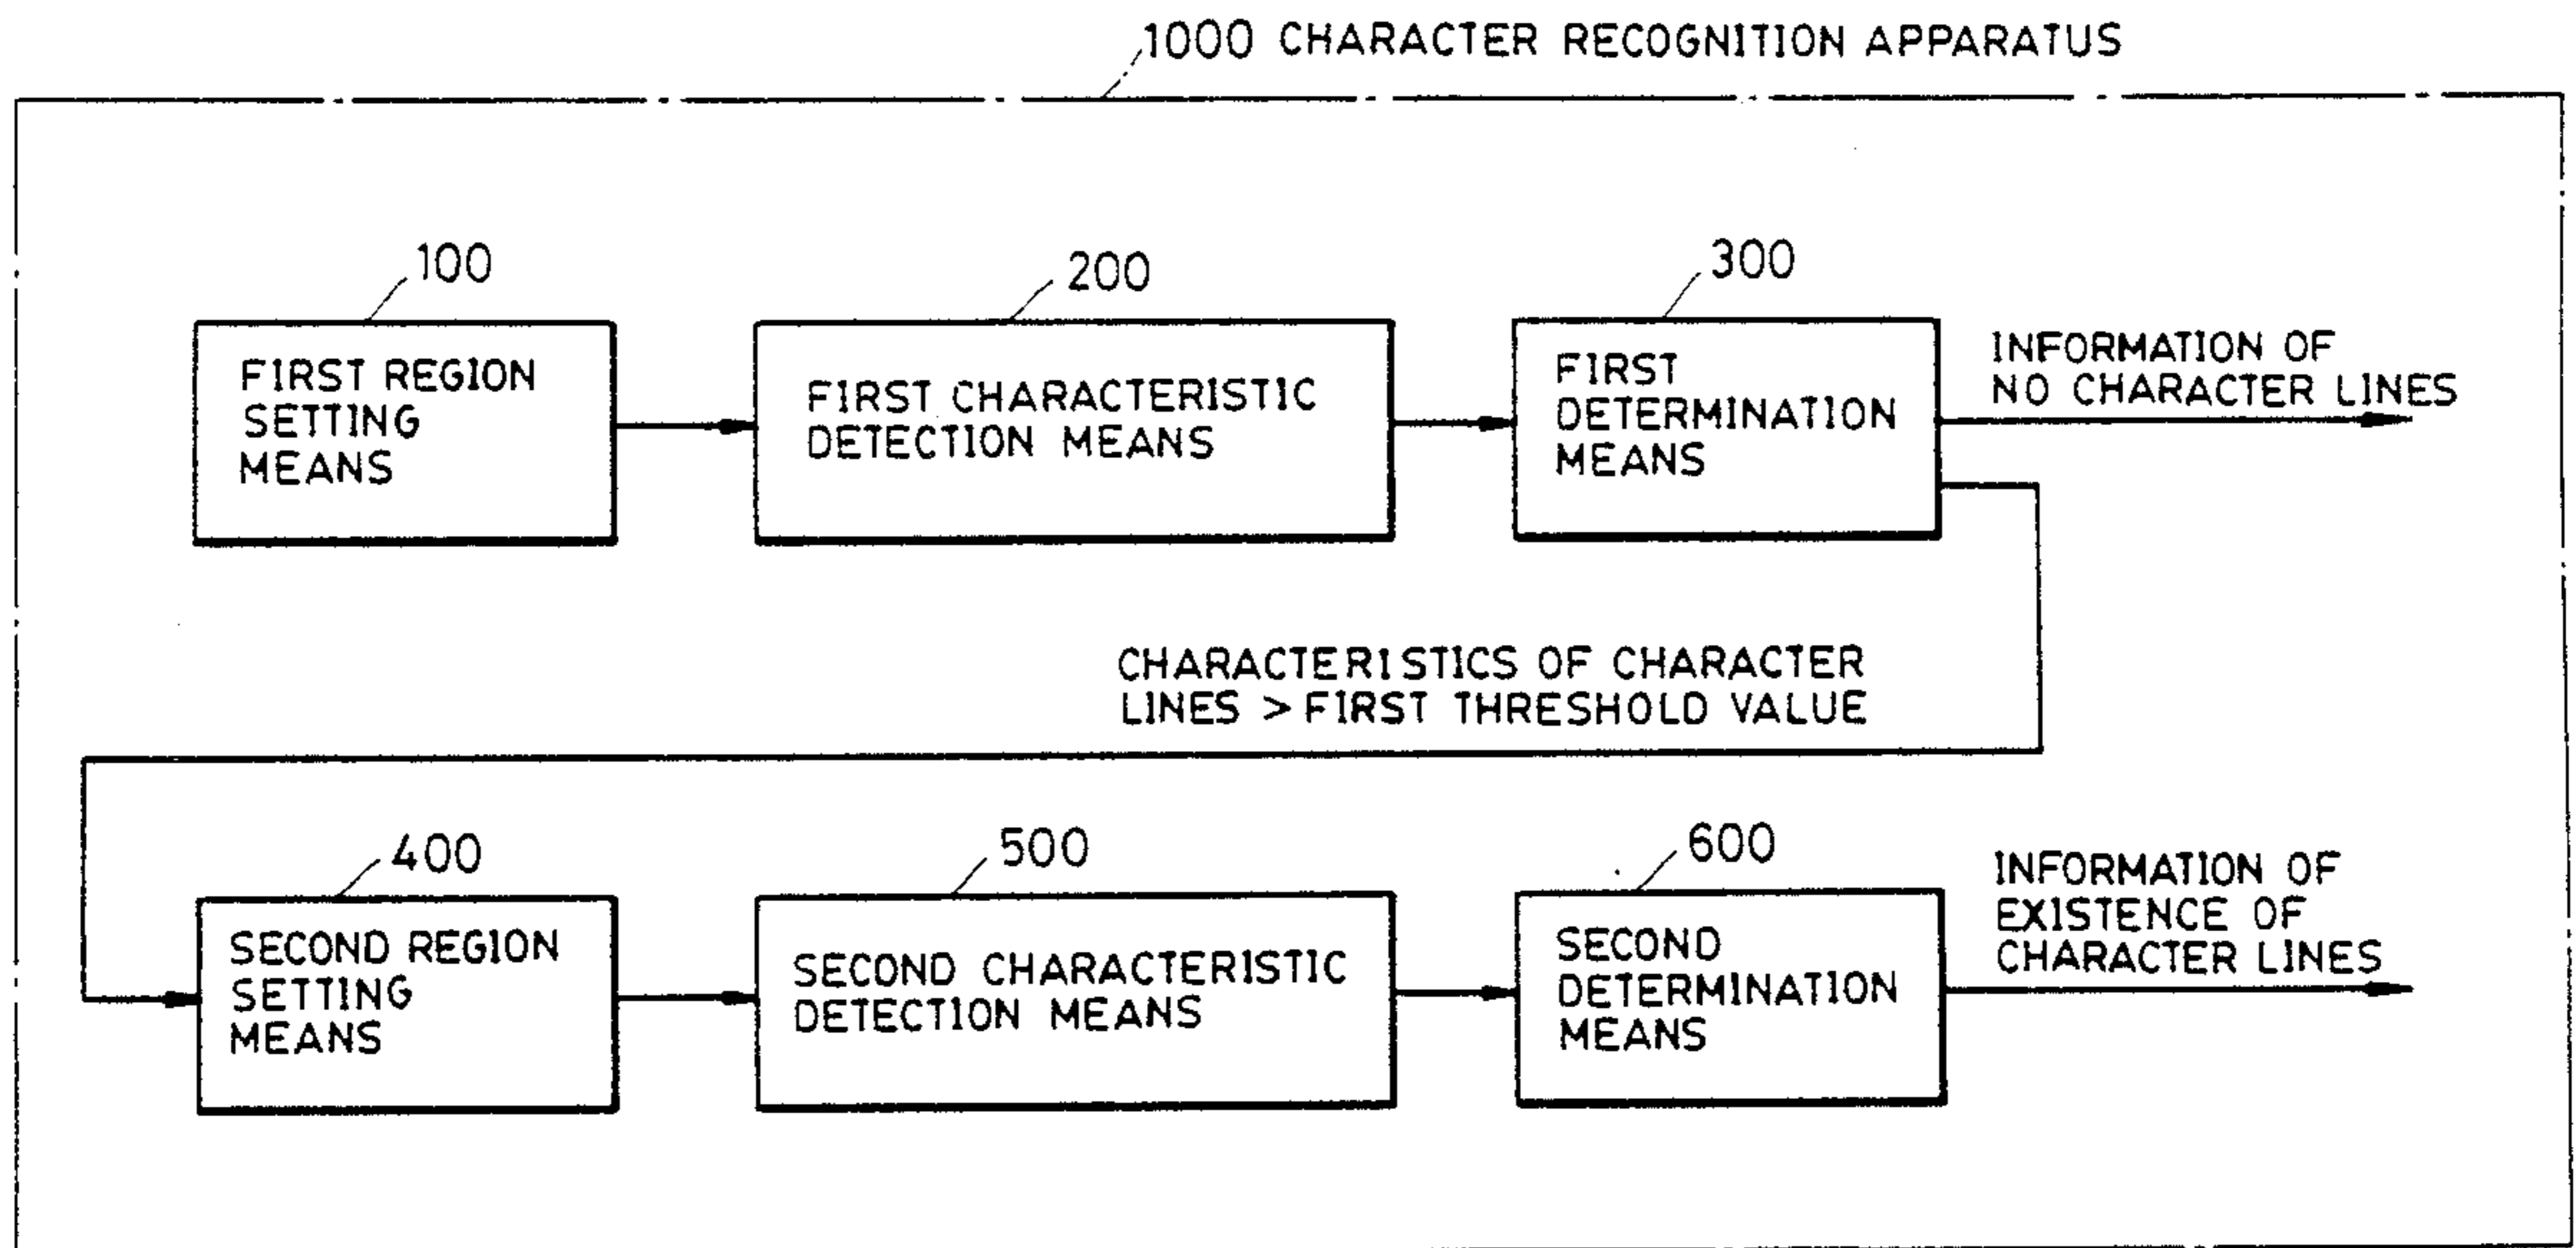 1000 CHARACTER RECOGNITION APPARATUS
100
FIRST REGION
SETTING
MEANS
200
FIRST CHARACTERISTIC
DETECTION MEANS
300
FIRST
DETERMINATION
MEANS
INFORMATION OF
NO CHARACTER LINES
CHARACTERISTICS OF CHARACTER
LINES > FIRST THRESHOLD VALUE
400
SECOND REGION
SETTING
MEANS
500
SECOND CHARACTERISTIC
DETECTION MEANS
600
SECOND
DETERMINATION
MEANS
INFORMATION OF
EXISTENCE OF
CHARACTER LINES